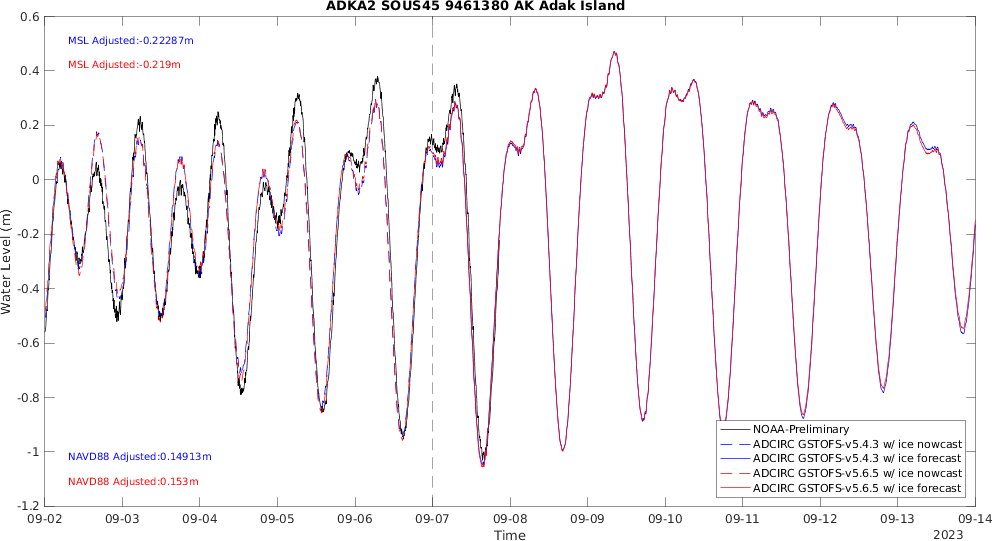 ADKA2 SOUS45 9461380 AK Adak Island
MSL Adjusted:-0.22287m
MSL Adjusted:-0.219m
Water Level (m)
0.6
0.4
0.2
0
-0.2
-0.4
-0.6
-0.8
-1
-1.2
NAVD88 Adjusted:0.14913m
NAVD88 Adjusted:0.153m
NOAA-Preliminary
ADCIRC GSTOFS-v5.4.3 w/ ice nowcast
ADCIRC GSTOFS-v5.4.3 w/ ice forecast
ADCIRC GSTOFS-v5.6.5 w/ ice nowcast
ADCIRC GSTOFS-v5.6.5 w/ ice forecast
09-02 09-03 09-04 09-05 09-06 09-07 09-08 09-09 09-10 09-11 09-12 09-13 09-14
Time
2023